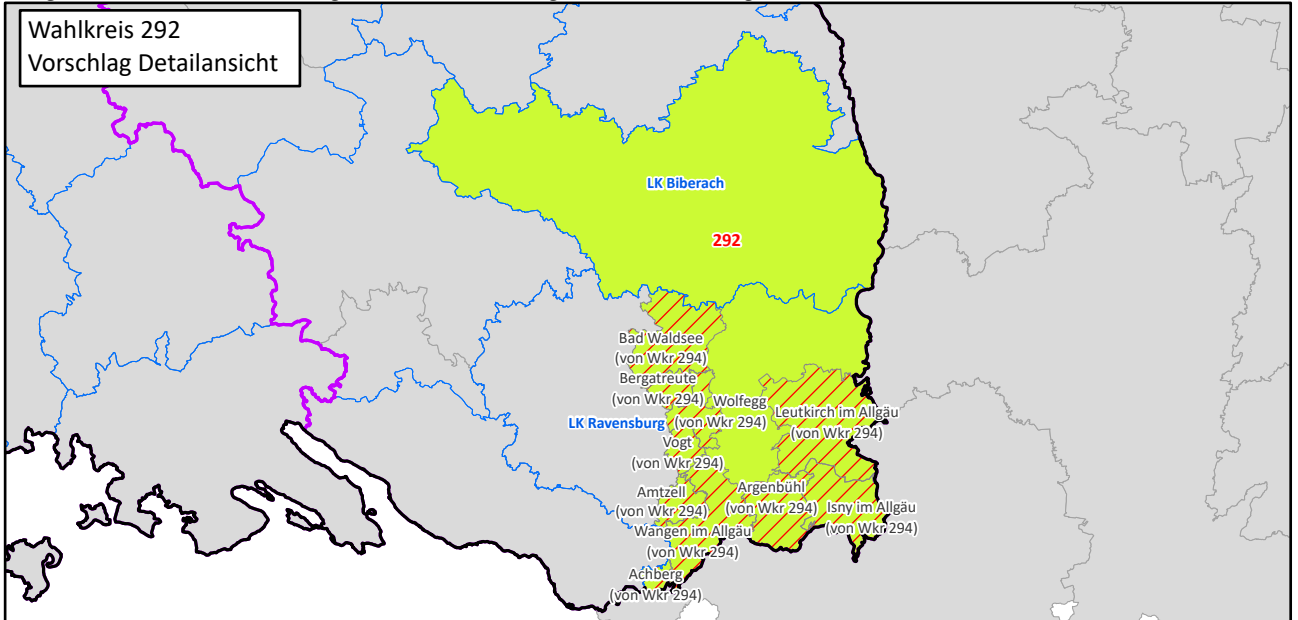 Wahlkreis 292
Vorschlag Detailansicht
LK Biberach
292
Bad Waldsee
(von Wkr 294)
Bergatreute
(von Wkr 294)
Wolfegg
(von Wkr 294)
Leutkirch im Allgäu
(von Wkr 294)
LK Ravensburg
Vogt
(von Wkr 294)
Amtzell
(von Wkr 294)
Argenbühl
(von Wkr 294)
Isny im Allgäu
(von Wkr 294)
Wangen im Allgäu
(von Wkr 294)
Achberg
(von Wkr 294)